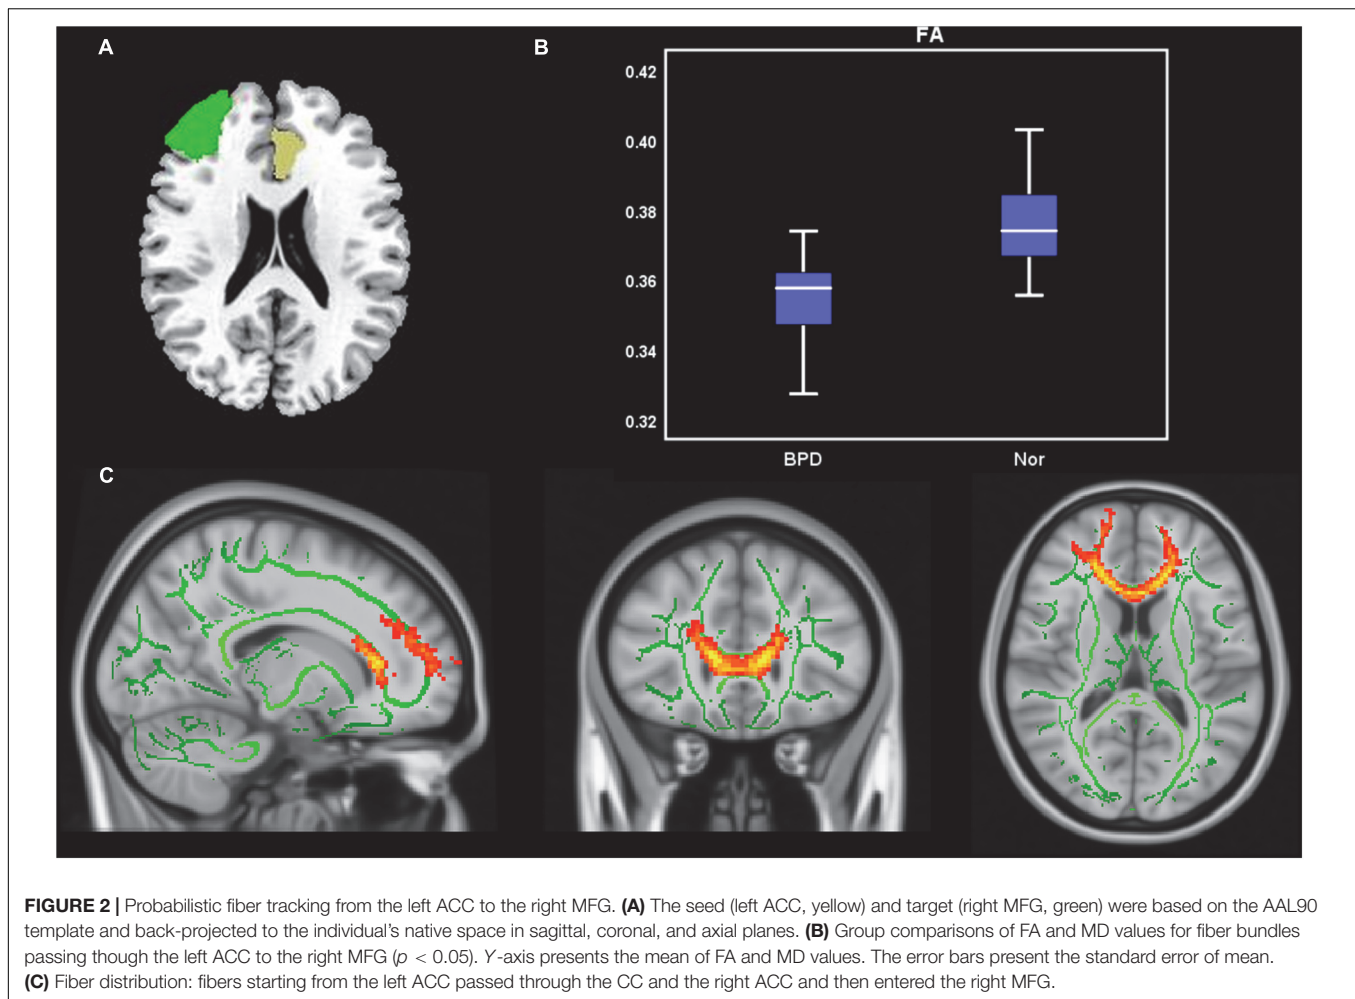 A
B
FA
0.42
0.40
0.38
0.36
0.34
0.32
BPD
Nor
C
FIGURE 2 | Probabilistic fiber tracking from the left ACC to the right MFG. (A) The seed (left ACC, yellow) and target (right MFG, green) were based on the AAL90
template and back-projected to the individual's native space in sagittal, coronal, and axial planes. (B) Group comparisons of FA and MD values for fiber bundles
passing though the left ACC to the right MFG (p < 0.05). Y-axis presents the mean of FA and MD values. The error bars present the standard error of mean.
(C) Fiber distribution: fibers starting from the left ACC passed through the CC and the right ACC and then entered the right MFG.